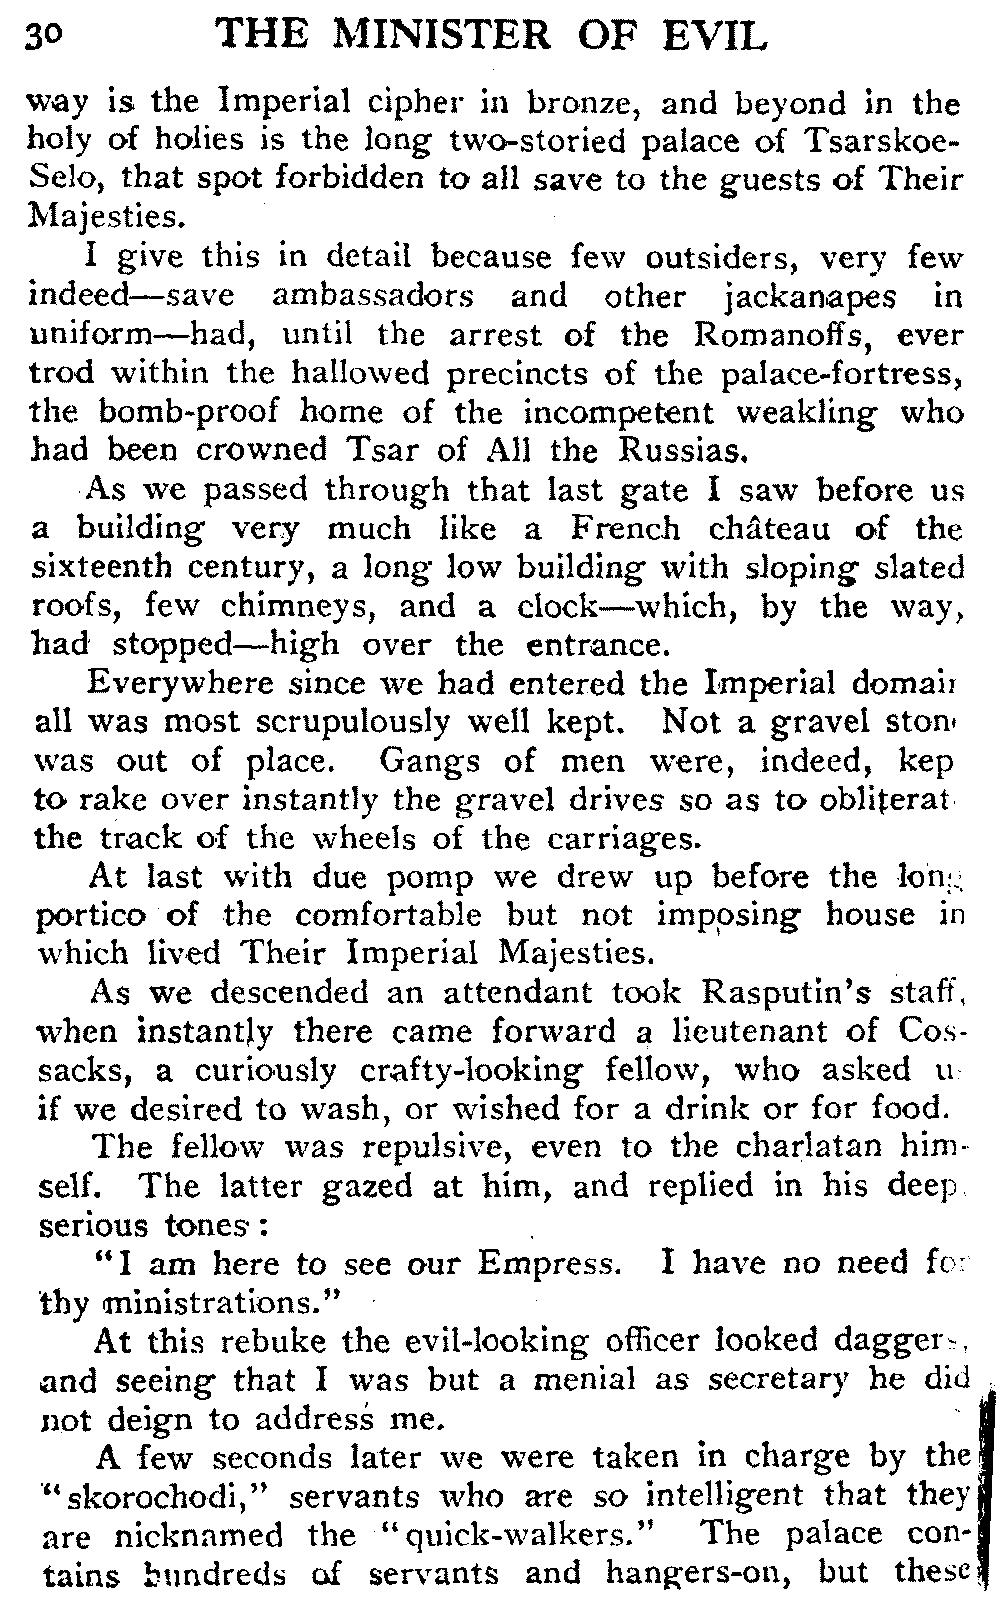 30 THE MINISTER OF EVIL
way is the Imperial cipher in bronze, and beyond in the
holy of holies is the long two-storied palace of Tsarskoe-
Selo, that spot forbidden to all save to the guests of Their
Majesties.
I give this in detail because few outsiders, very few
indeed—save ambassadors and other jackanapes in
uniform—had, until the arrest of the Romanoffs, ever
trod within the hallowed precincts of the palace-fortress,
the bomb-proof home of the incompetent weakling who
had been crowned Tsar of All the Russias.
As we passed through that last gate I saw before us
a building very much like a French château of the
sixteenth century, a long low building with sloping slated
roofs, few chimneys, and a clock—which, by the way,
had stopped—high over the entrance.
Everywhere since we had entered the Imperial domain
all was most scrupulously well kept. Not a gravel stone
was out of place. Gangs of men were, indeed, kep
to rake over instantly the gravel drives so as to obliterat
the track of the wheels of the carriages.
At last with due pomp we drew up before the long
portico of the comfortable but not imposing house in
which lived Their Imperial Majesties.
As we descended an attendant took Rasputin's staff,
when instantly there came forward a lieutenant of Cos-
sacks, a curiously crafty-looking fellow, who asked u
if we desired to wash, or wished for a drink or for food.
The fellow was repulsive, even to the charlatan him-
self. The latter gazed at him, and replied in his deep,
serious tones:
"I am here to see our Empress. I have no need for
thy ministrations."
At this rebuke the evil-looking officer looked daggers,
and seeing that I was but a menial as secretary he did
not deign to address me.
A few seconds later we were taken in charge by the
"skorochodi," servants who are so intelligent that they
are nicknamed the "quick-walkers." The palace con-
tains hundreds of servants and hangers-on, but these